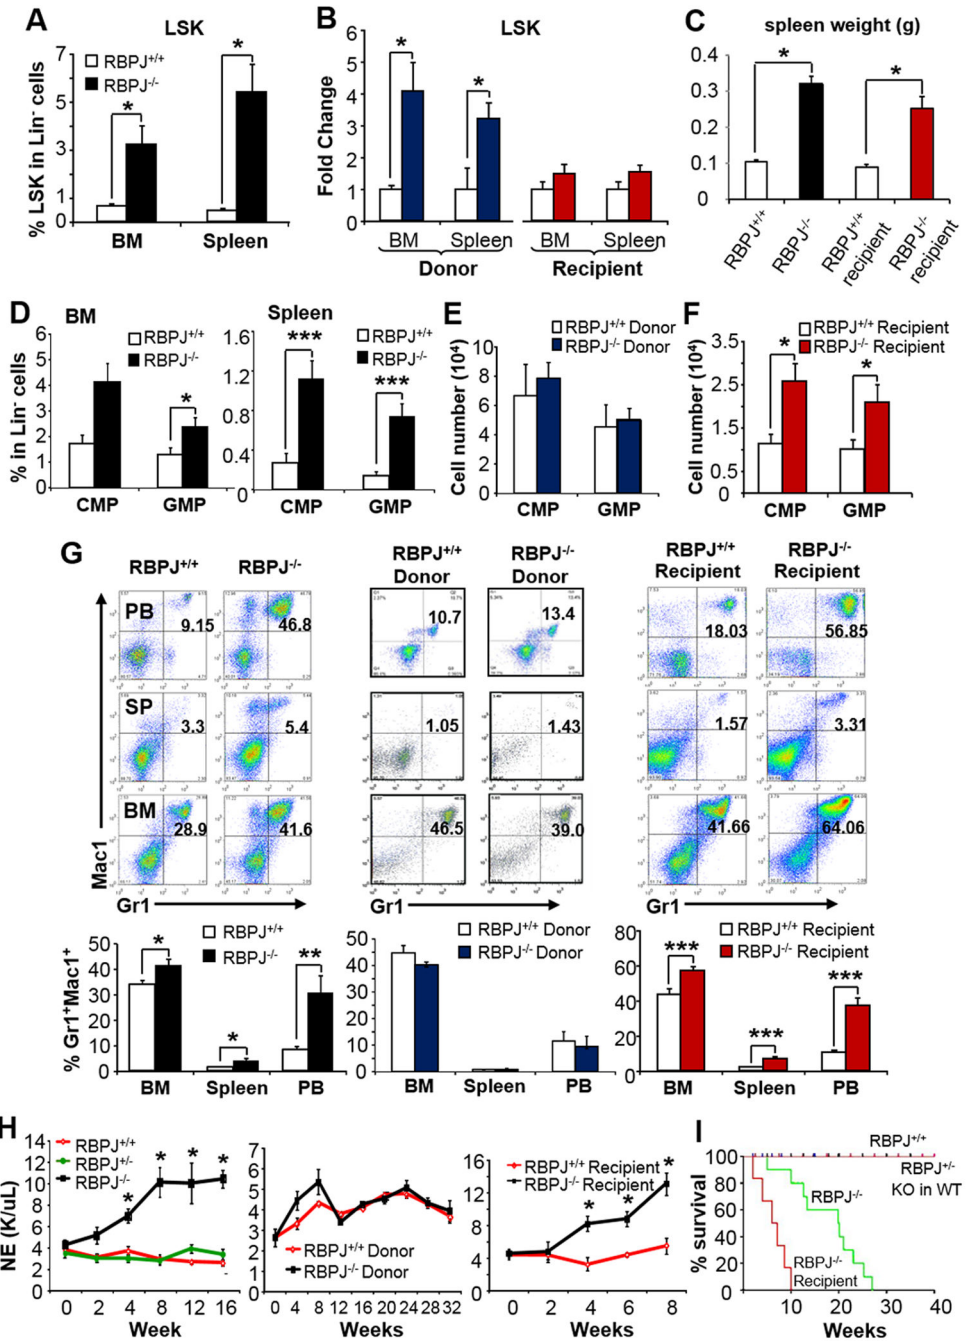 A
LSK
RBPJ+/+
RBPJ-/-
% LSK in Lin- cells
7
5
3
1
0
*
*
BM
Spleen
B
LSK
Fold Change
6
5
4
3
2
1
0
*
*
BM
Spleen
BM
Spleen
Donor
Recipient
C
spleen weight (g)
0.4
0.3
0.2
0.1
0
*
*
RBPJ+/+
RBPJ-/-
RBPJ+/+ recipient
RBPJ-/- recipient
D
BM
Spleen
% in Lin- cells
6
5
4
3
2
1
0
RBPJ+/+
RBPJ-/-
*
CMP
GMP
1.6
1.2
0.8
0.4
0
RBPJ+/+
RBPJ-/-
***
***
CMP
GMP
E
RBPJ+/+ Donor
RBPJ-/- Donor
Cell number (10⁴)
10
8
6
4
2
0
CMP
GMP
F
RBPJ+/+ Recipient
RBPJ-/- Recipient
Cell number (10⁴)
3.5
2.5
1.5
0.5
0
*
*
CMP
GMP
G
RBPJ+/+
RBPJ-/-
RBPJ+/+
Donor
RBPJ-/-
Donor
RBPJ+/+
Recipient
RBPJ-/-
Recipient
PB
9.15
46.8
10.7
13.4
18.03
56.85
SP
3.3
5.4
1.05
1.43
1.57
3.31
BM
28.9
41.6
46.5
39.0
41.66
64.06
Mac1
Gr1
Gr1
Gr1
% Gr1+Mac1+
50
40
30
20
10
0
RBPJ+/+
RBPJ-/-
*
*
**
BM
Spleen
PB
50
40
30
20
10
0
RBPJ+/+ Donor
RBPJ-/- Donor
BM
Spleen
PB
80
60
40
20
0
RBPJ+/+ Recipient
RBPJ-/- Recipient
***
***
***
BM
Spleen
PB
H
NE (K/uL)
14
12
10
8
6
4
2
0
RBPJ+/+
RBPJ+/-
RBPJ-/-
* * * *
0 2 4 8 12 16
Week
7
6
5
4
3
2
1
0
RBPJ+/+ Donor
RBPJ-/- Donor
0 4 8 12 16 20 24 28 32
Weeks
16
12
8
4
0
RBPJ+/+ Recipient
RBPJ-/- Recipient
* * *
0 2 4 6 8
Weeks
I
% survival
100
80
60
40
20
0
RBPJ+/+
RBPJ+/-
KO in WT
RBPJ-/-
RBPJ-/-
Recipient
10 20 30 40
Weeks